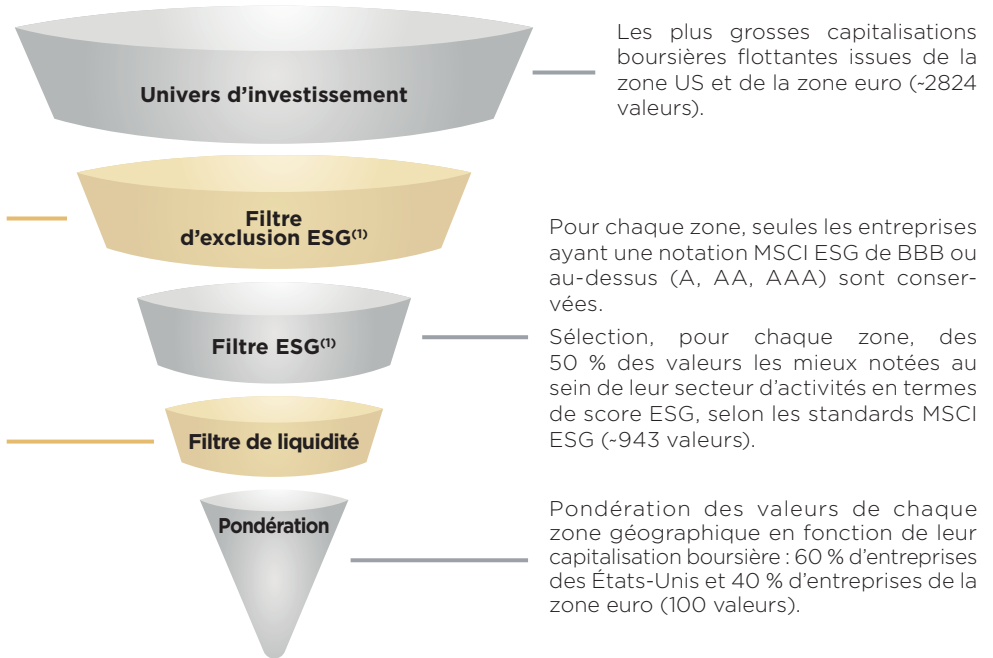 Les plus grosses capitalisations
boursières flottantes issues de la
zone US et de la zone euro (~2824
valeurs).
Univers d'investissement
Filtre
d'exclusion ESG⁽¹⁾
Pour chaque zone, seules les entreprises
ayant une notation MSCI ESG de BBB ou
au-dessus (A, AA, AAA) sont conser-
vées.
Filtre ESG⁽¹⁾
Sélection, pour chaque zone, des
50 % des valeurs les mieux notées au
sein de leur secteur d'activités en termes
de score ESG, selon les standards MSCI
ESG (~943 valeurs).
Filtre de liquidité
Pondération
Pondération des valeurs de chaque
zone géographique en fonction de leur
capitalisation boursière : 60 % d'entreprises
des États-Unis et 40 % d'entreprises de la
zone euro (100 valeurs).